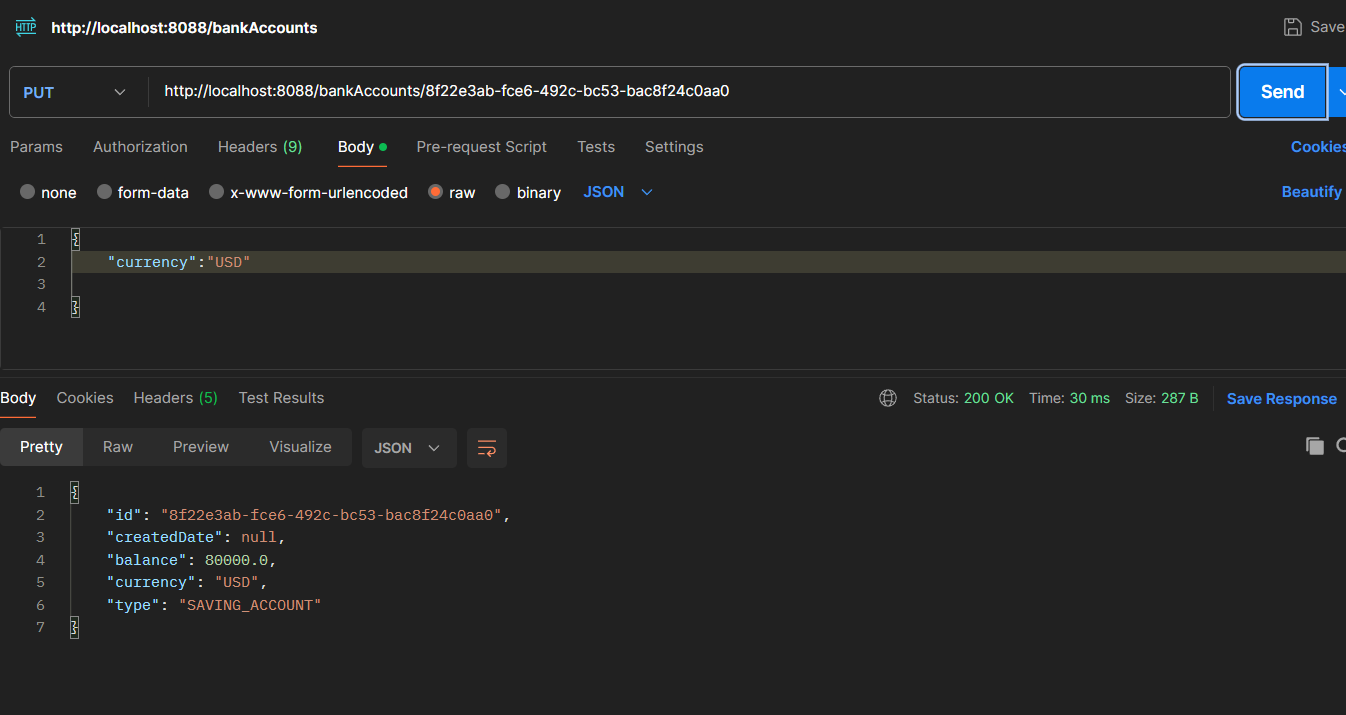 HTTP http://localhost:8088/bankAccounts Save
PUT http://localhost:8088/bankAccounts/8f22e3ab-fce6-492c-bc53-bac8f24c0aa0 Send
Params Authorization Headers (9) Body Pre-request Script Tests Settings Cookies
none form-data x-www-form-urlencoded raw binary JSON Beautify
1 {
2 "currency":"USD"
3
4 }
Body Cookies Headers (5) Test Results Status: 200 OK Time: 30 ms Size: 287 B Save Response
Pretty Raw Preview Visualize JSON
1 {
2 "id": "8f22e3ab-fce6-492c-bc53-bac8f24c0aa0",
3 "createdDate": null,
4 "balance": 80000.0,
5 "currency": "USD",
6 "type": "SAVING_ACCOUNT"
7 }